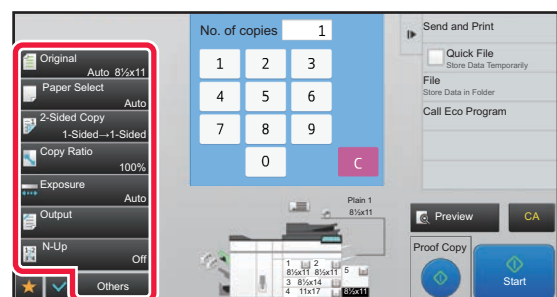 Original
Auto 8½x11
Paper Select
Auto
2-Sided Copy
1-Sided→1-Sided
Copy Ratio
100%
Exposure
Auto
Output
N-Up
Off
Others
No. of copies 1
1 2 3
4 5 6
7 8 9
0 C
Plain 1
8½x11
1 2
8½x11 8½x11 5
3 8½x14
4 11x17 8½x11
Send and Print
Quick File
Store Data Temporarily
File
Store Data in Folder
Call Eco Program
Preview CA
Proof Copy
Start